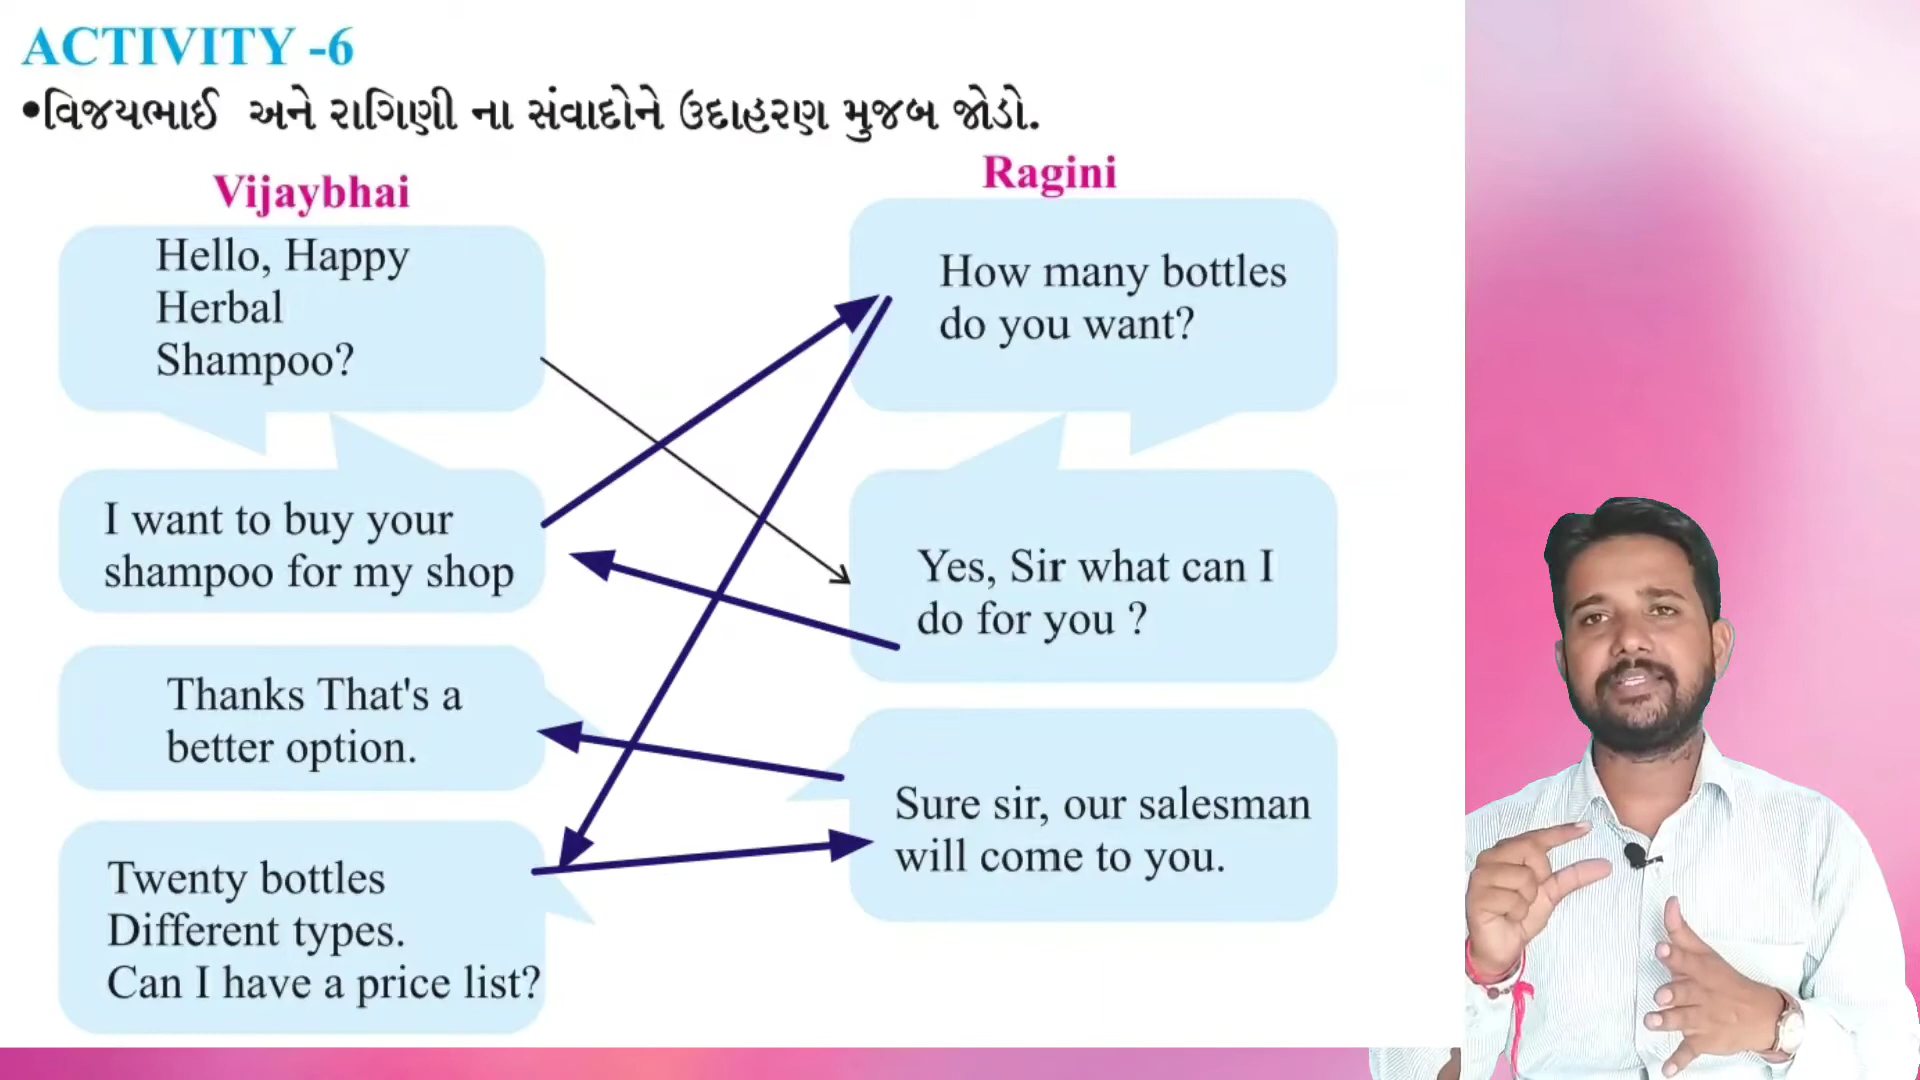 ACTIVITY -6
•વિજયભાઈ અને રાગિણી ના સંવાદોને ઉદાહરણ મુજબ જોડો.
Vijaybhai
Hello, Happy
Herbal
Shampoo?
I want to buy your
shampoo for my shop
Thanks That's a
better option.
Twenty bottles
Different types.
Can I have a price list?
Ragini
How many bottles
do you want?
Yes, Sir what can I
do for you ?
Sure sir, our salesman
will come to you.